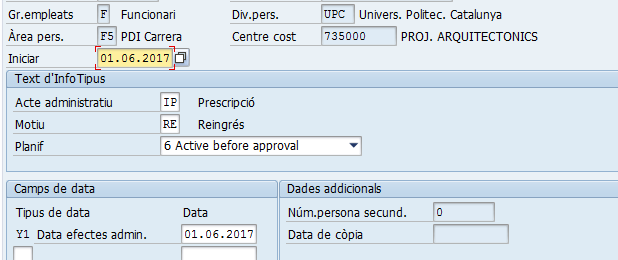 Gr.empleats F Funcionari Div.pers. UPC Univers. Politec. Catalunya
Àrea pers. F5 PDI Carrera Centre cost 735000 PROJ. ARQUITECTONICS
Iniciar 01.06.2017
Text d'InfoTipus
Acte administratiu IP Prescripció
Motiu RE Reingrés
Planif 6 Active before approval
Camps de data Dades addicionals
Tipus de data Data Núm.persona secund. 0
Y1 Data efectes admin. 01.06.2017 Data de còpia